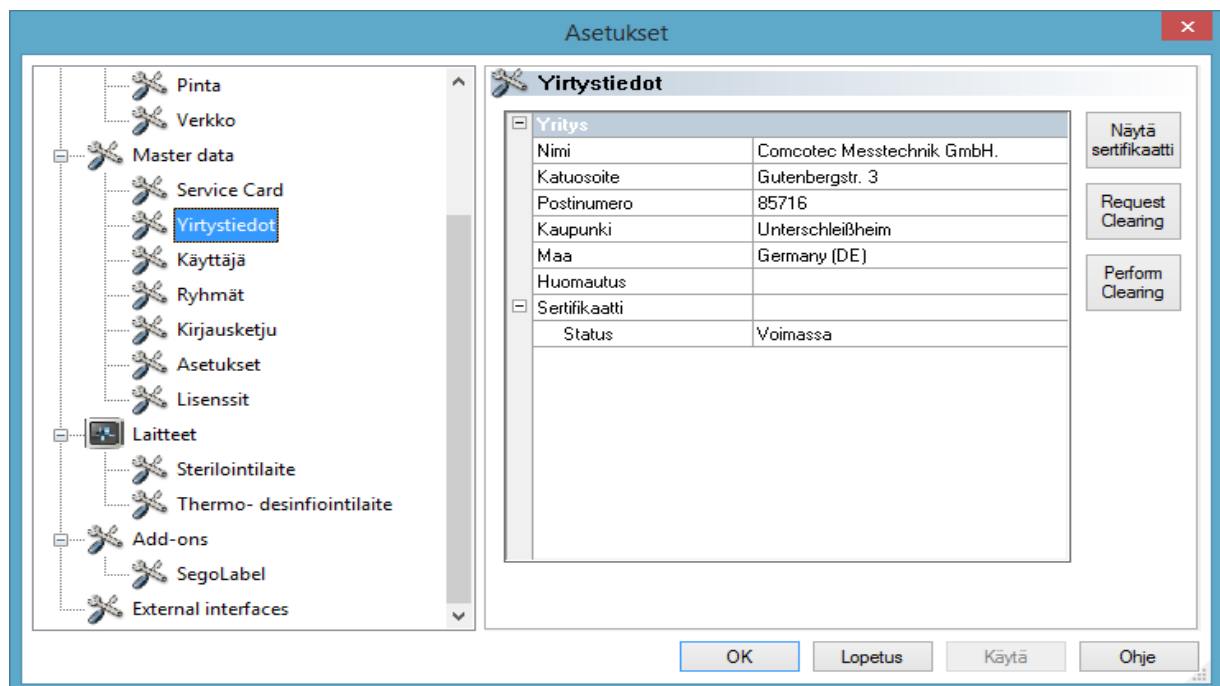 Asetukset
Pinta
Verkko
Master data
Service Card
Yirtystiedot
Käyttäjä
Ryhmät
Kirjausketju
Asetukset
Lisenssit
Laitteet
Sterilointilaite
Thermo- desinfiointilaite
Add-ons
SegoLabel
External interfaces
Yirtystiedot
Yritys
Nimi Comcotec Messtechnik GmbH.
Katuosoite Gutenbergstr. 3
Postinumero 85716
Kaupunki Unterschleißheim
Maa Germany (DE)
Huomautus
Sertifikaatti
Status Voimassa
Näytä
sertifikaatti
Request
Clearing
Perform
Clearing
OK Lopetus Käytä Ohje